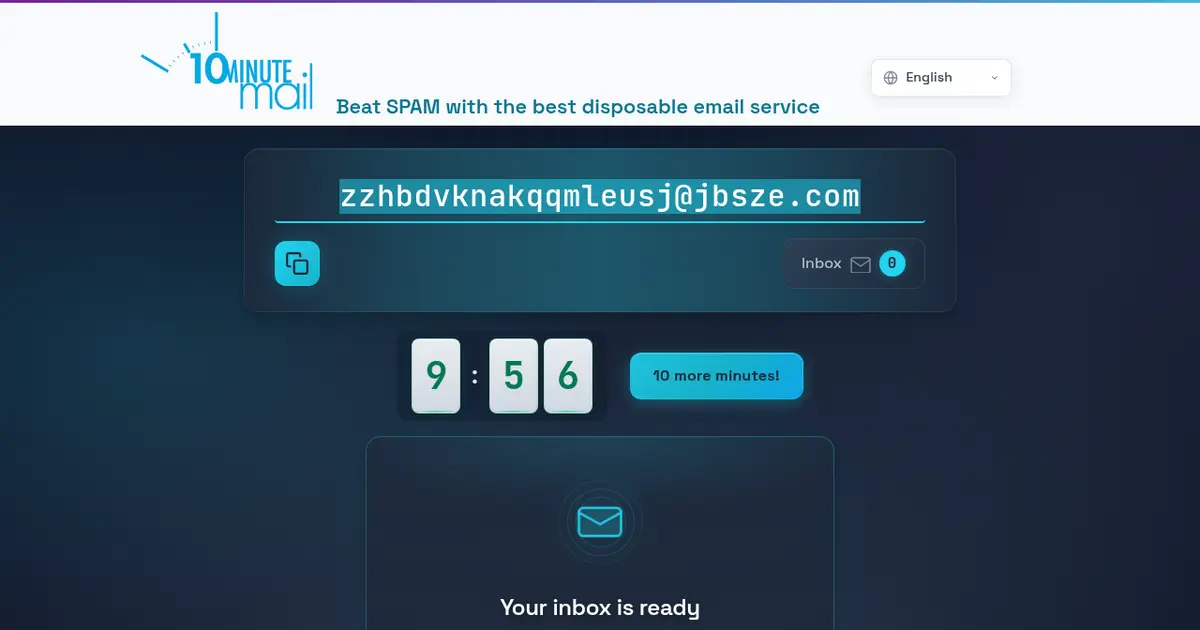 10 MINUTE
mail
Beat SPAM with the best disposable email service
English
zzhbdvknakqqmleusj@jbsze.com
Inbox 0
9 : 5 6
10 more minutes!
Your inbox is ready